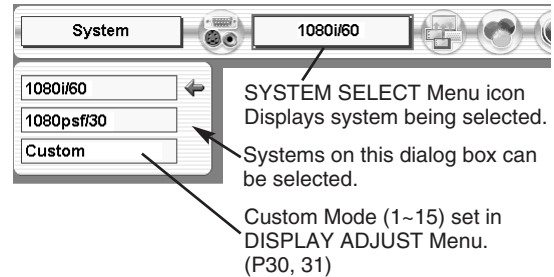 System
1080i/60
1080i/60
1080psf/30
Custom
SYSTEM SELECT Menu icon
Displays system being selected.
Systems on this dialog box can
be selected.
Custom Mode (1~15) set in
DISPLAY ADJUST Menu.
(P30, 31)